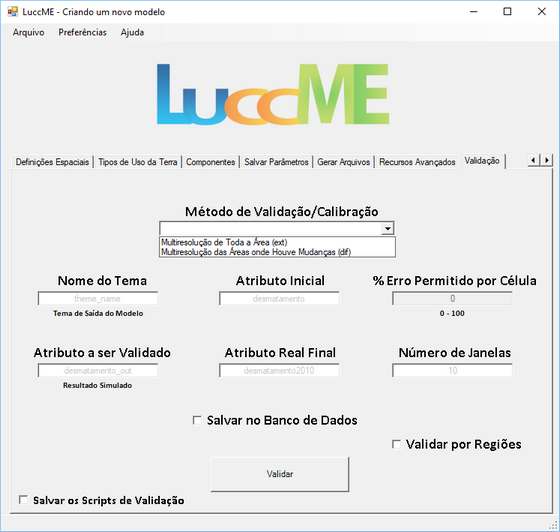 LuccME - Criando um novo modelo
Arquivo Preferências Ajuda
LuccME
Definições Espaciais Tipos de Uso da Terra Componentes Salvar Parâmetros Gerar Arquivos Recursos Avançados Validação
Método de Validação/Calibração
Multiresolução de Toda a Área (ext)
Multiresolução das Áreas onde Houve Mudanças (dif)
Nome do Tema Atributo Inicial % Erro Permitido por Célula
theme_name desmatamento 0
Tema de Saída do Modelo 0 - 100
Atributo a ser Validado Atributo Real Final Número de Janelas
desmatamento_out desmatamento2010 10
Resultado Simulado
Salvar no Banco de Dados
Validar por Regiões
Validar
Salvar os Scripts de Validação